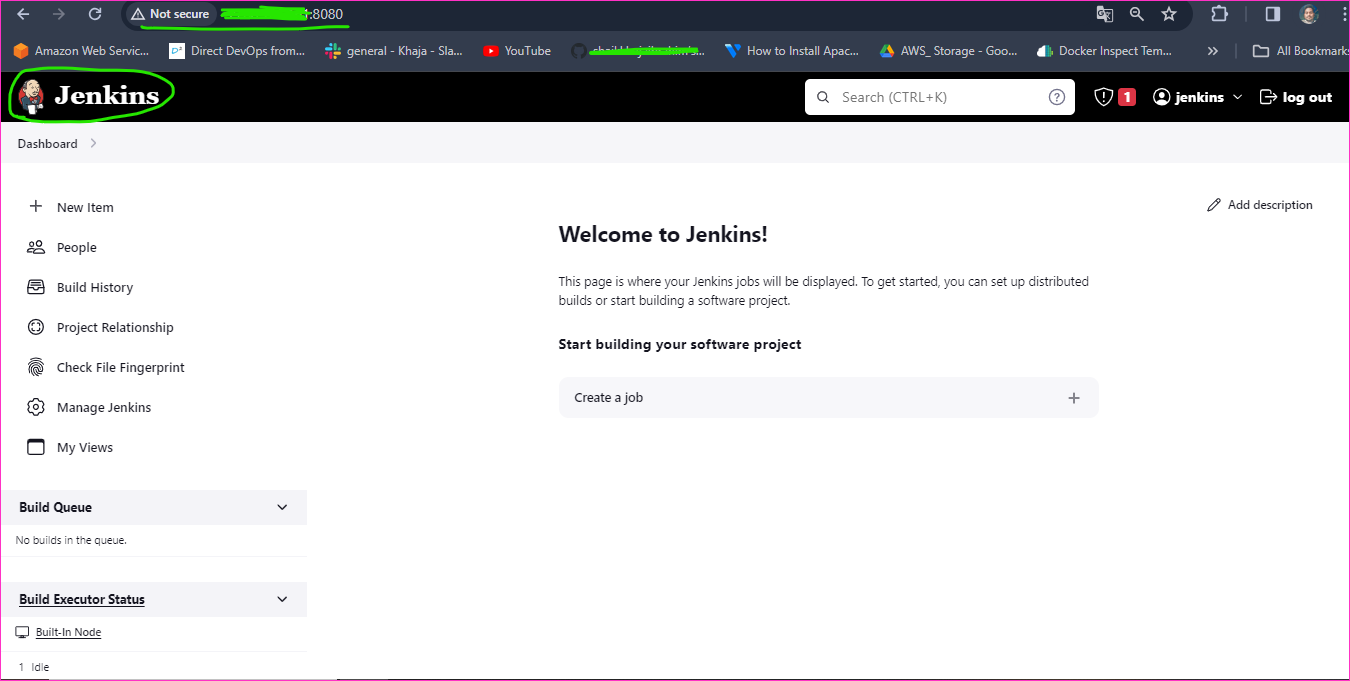 Not secure :8080
Amazon Web Servic... Direct DevOps from... general - Khaja - Sla... YouTube How to Install Apac... AWS_ Storage - Goo... Docker Inspect Tem... » All Bookmarks
Jenkins Search (CTRL+K) 1 jenkins log out
Dashboard
New Item Add description
People
Build History
Project Relationship
Check File Fingerprint
Manage Jenkins
My Views
Welcome to Jenkins!
This page is where your Jenkins jobs will be displayed. To get started, you can set up distributed
builds or start building a software project.
Start building your software project
Create a job
Build Queue
No builds in the queue.
Build Executor Status
Built-In Node
1 Idle